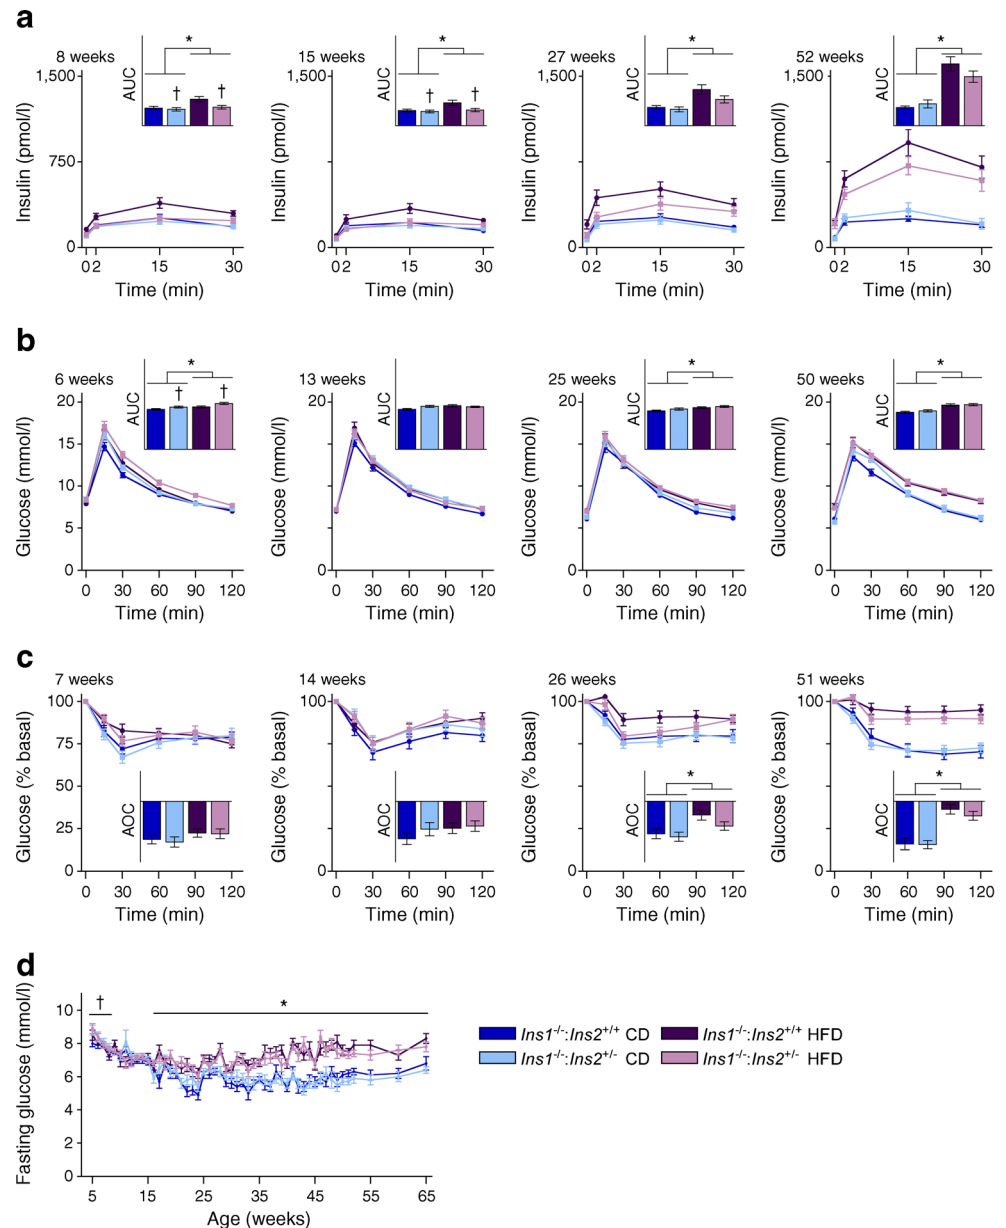 a
8 weeks
AUC
*
†
†
1,500
750
0
Insulin (pmol/l)
0 2 15 30
Time (min)
15 weeks
AUC
*
†
†
1,500
0
Insulin (pmol/l)
0 2 15 30
Time (min)
27 weeks
AUC
*
1,500
0
Insulin (pmol/l)
0 2 15 30
Time (min)
52 weeks
AUC
*
1,500
750
0
Insulin (pmol/l)
0 2 15 30
Time (min)
b
6 weeks
AUC
*
†
†
20
15
10
5
0
Glucose (mmol/l)
0 30 60 90 120
Time (min)
13 weeks
AUC
20
0
Glucose (mmol/l)
0 30 60 90 120
Time (min)
25 weeks
AUC
*
20
0
Glucose (mmol/l)
0 30 60 90 120
Time (min)
50 weeks
AUC
*
20
0
Glucose (mmol/l)
0 30 60 90 120
Time (min)
c
7 weeks
100
75
50
25
0
Glucose (% basal)
AOC
0 30 60 90 120
Time (min)
14 weeks
100
0
Glucose (% basal)
AOC
0 30 60 90 120
Time (min)
26 weeks
100
0
Glucose (% basal)
AOC
*
0 30 60 90 120
Time (min)
51 weeks
100
0
Glucose (% basal)
AOC
*
0 30 60 90 120
Time (min)
d
†
*
10
8
6
4
2
0
Fasting glucose (mmol/l)
5 15 25 35 45 55 65
Age (weeks)
Ins1⁻/⁻:Ins2⁺/⁺ CD
Ins1⁻/⁻:Ins2⁺/⁺ HFD
Ins1⁻/⁻:Ins2⁺/⁻ CD
Ins1⁻/⁻:Ins2⁺/⁻ HFD